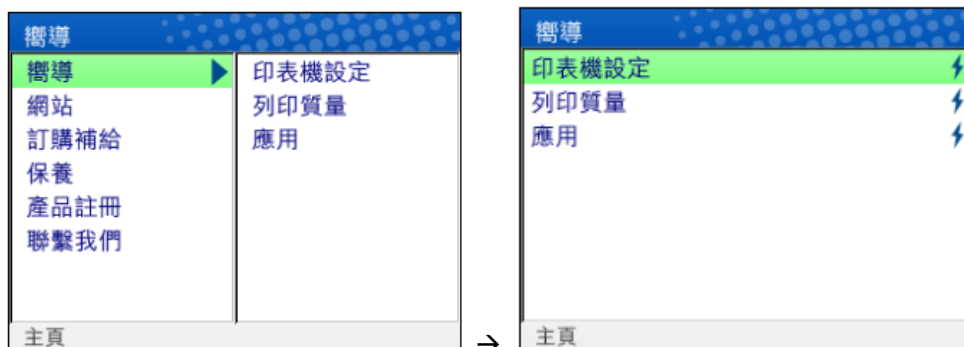 嚮導
嚮導
網站
訂購補給
保養
產品註冊
聯繫我們
印表機設定
列印質量
應用
主頁
→
嚮導
印表機設定
列印質量
應用
主頁